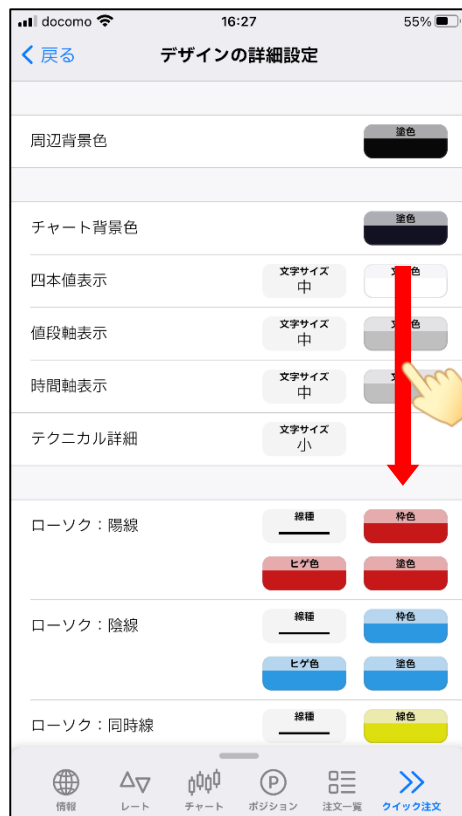 docomo 16:27 55%
戻る デザインの詳細設定
周辺背景色 塗色
チャート背景色 塗色
四本値表示 文字サイズ 中
値段軸表示 文字サイズ 中
時間軸表示 文字サイズ 中
テクニカル詳細 文字サイズ 小
ローソク：陽線 線種 枠色
ヒゲ色 塗色
ローソク：陰線 線種 枠色
ヒゲ色 塗色
ローソク：同時線 線種 線色
P
情報 レート チャート ポジション 注文一覧 クイック注文